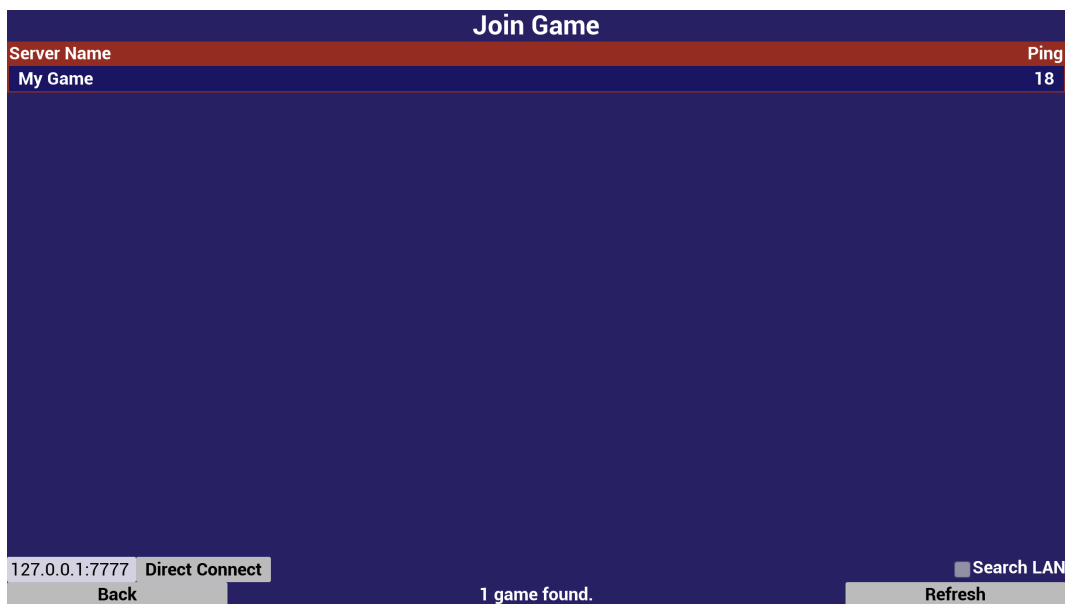 Join Game
Server Name Ping
My Game 18
127.0.0.1:7777 Direct Connect Search LAN
Back 1 game found. Refresh